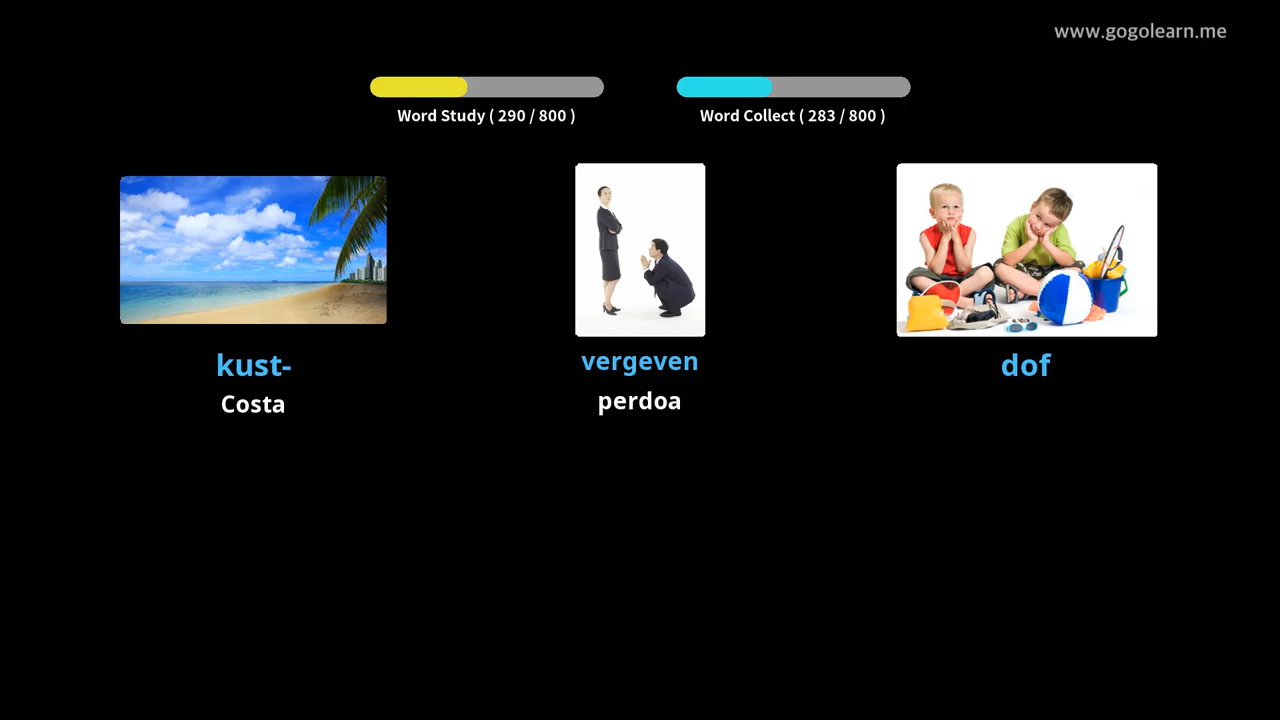 www.gogolearn.me
Word Study ( 290 / 800 )
Word Collect ( 283 / 800 )
kust-
Costa
vergeven
perdoa
dof